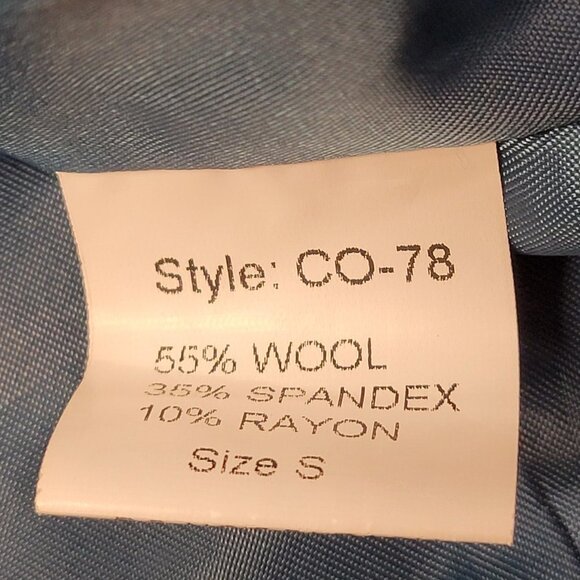 Style: CO-78
55% WOOL
35% SPANDEX
10% RAYON
Size S